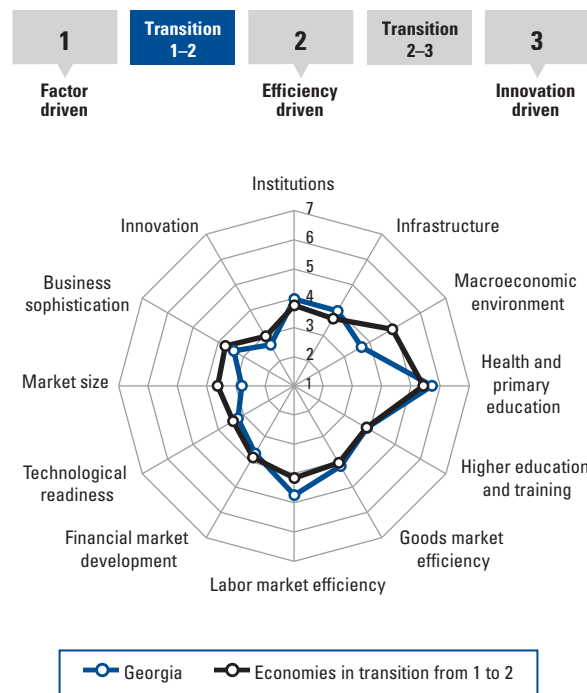 1
Transition
1–2
2
Transition
2–3
3
Factor
driven
Efficiency
driven
Innovation
driven
Institutions
Innovation
Infrastructure
Business
sophistication
Macroeconomic
environment
Market size
Health and
primary
education
Technological
readiness
Higher education
and training
Financial market
development
Goods market
efficiency
Labor market efficiency
7
6
5
4
3
2
1
Georgia
Economies in transition from 1 to 2